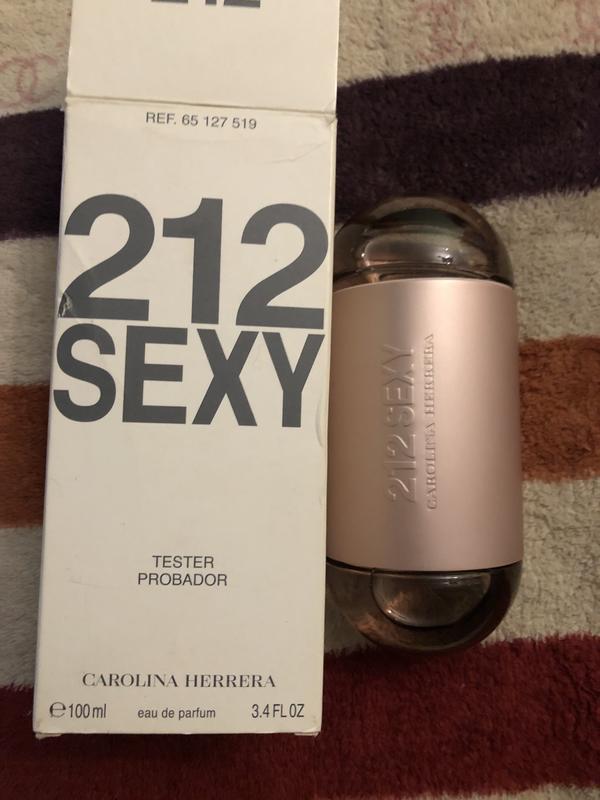 212
REF. 65 127 519
212
SEXY
TESTER
PROBADOR
CAROLINA HERRERA
℮100 ml eau de parfum 3.4 FL OZ
212 SEXY
CAROLINA HERRERA